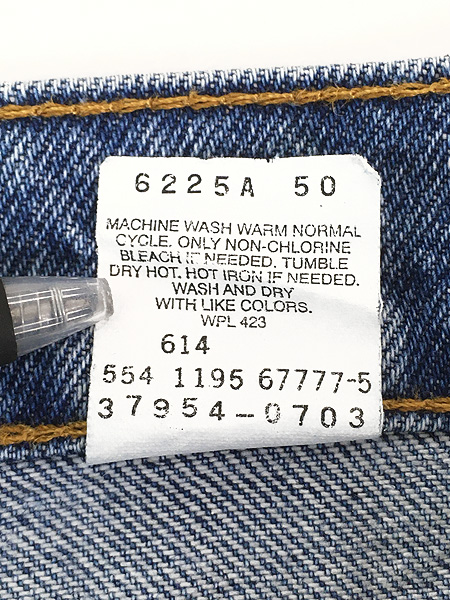 6225A 50
MACHINE WASH WARM NORMAL
CYCLE. ONLY NON-CHLORINE
BLEACH IF NEEDED. TUMBLE
DRY HOT. HOT IRON IF NEEDED.
WASH AND DRY
WITH LIKE COLORS.
WPL 423
614
554 1195 67777-5
37954-0703